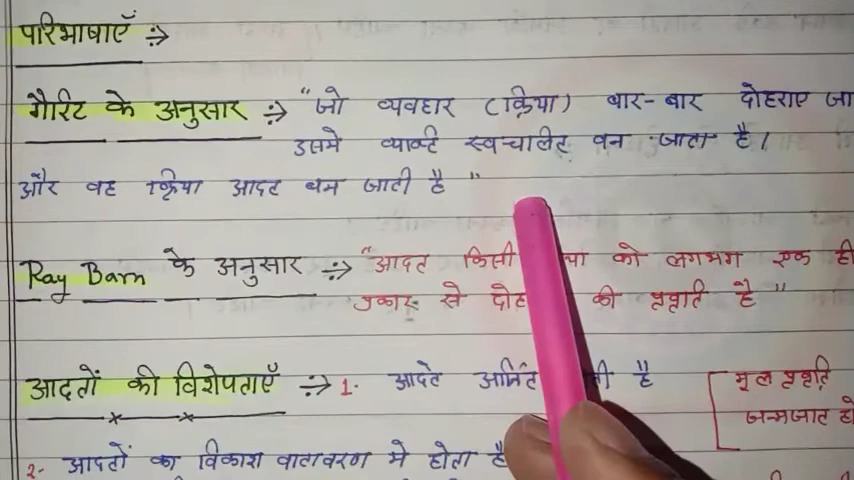 परिभाषाएँ ÷>
गैरिट के अनुसार ÷> "जो व्यवहार (क्रिया) बार-बार दोहराए जा
उसमे व्यक्ति स्वचालित बन जाता है।
और वह क्रिया आदत बन जाती है"
Ray Barn के अनुसार ÷> "आदत किसी को लगभग एक ही
प्रकार से की प्रवृति है"
आदतों की विशेषताएँ ÷> 1. आदते अर्जित है [मूल प्रवृति
जन्मजात हो
2- आदतों का विकास वातावरण मे होता है